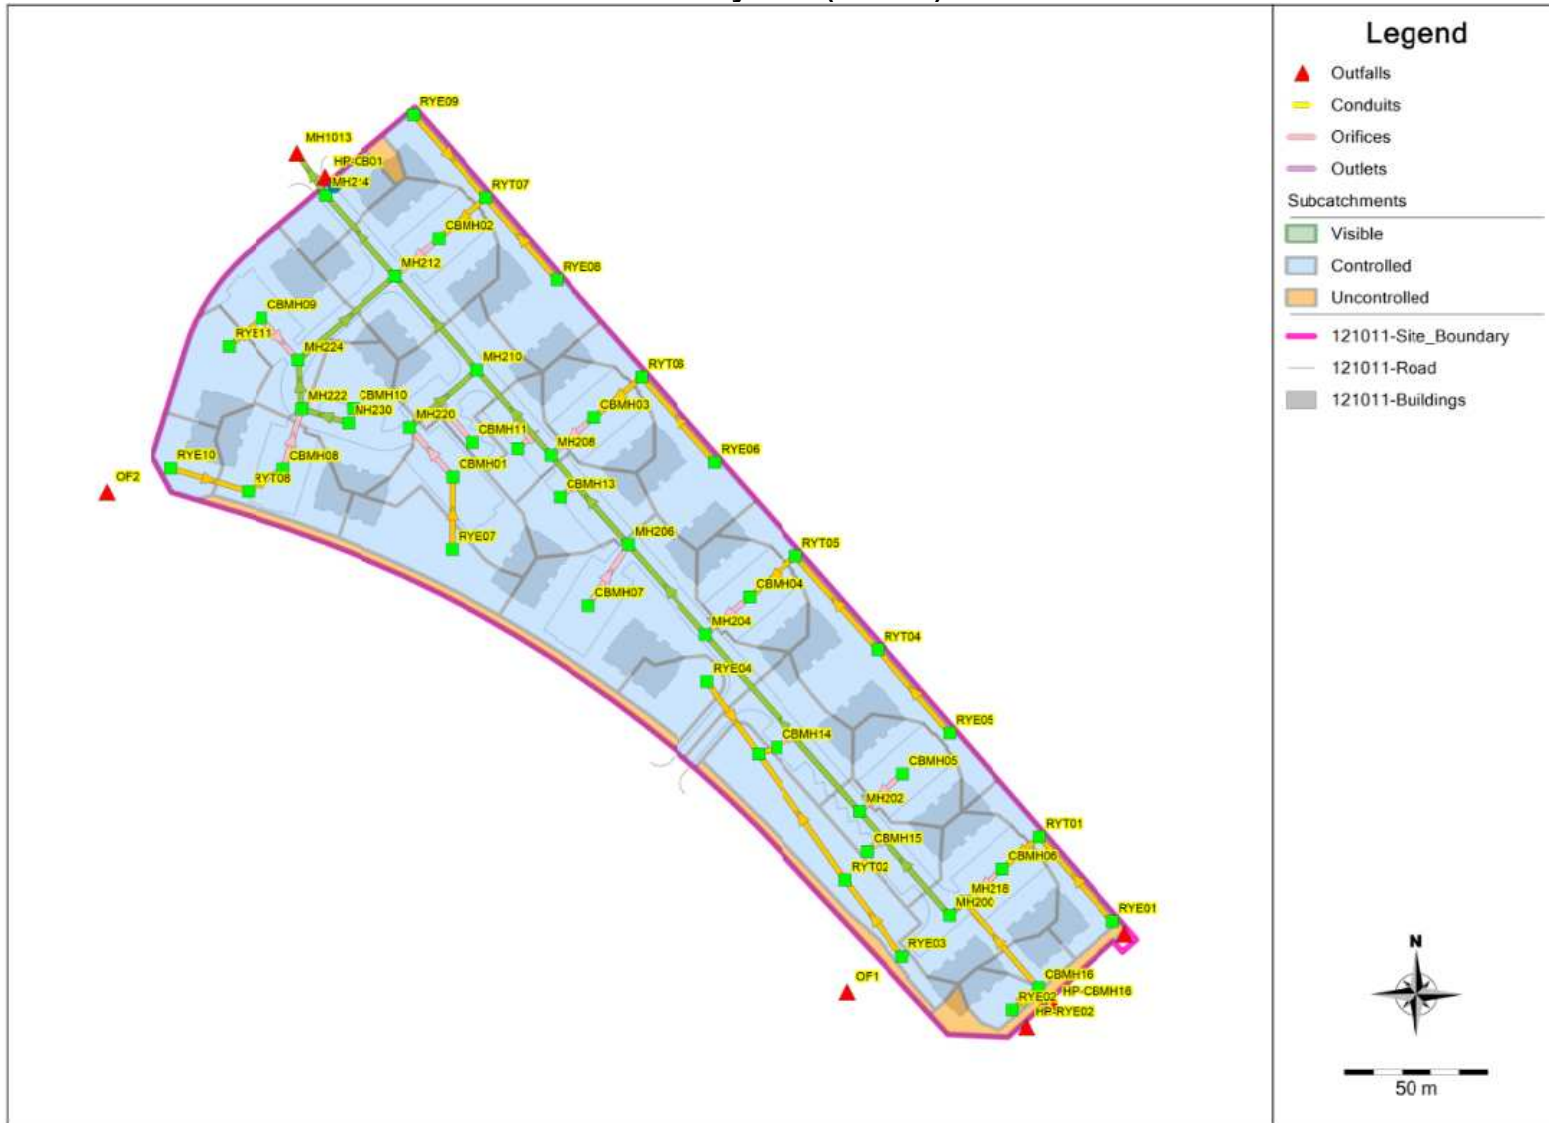 Legend
Outfalls
Conduits
Orifices
Outlets
Subcatchments
Visible
Controlled
Uncontrolled
121011-Site_Boundary
121011-Road
121011-Buildings
N
50 m
RYE09
MH1013
HP-CB01
MH214
RYT07
CBMH02
MH212
RYE08
CBMH09
RYE11
MH224
MH210
RYT06
MH222
CBMH10
MH230
MH220
CBMH03
CBMH11
MH208
RYE06
RYE10
CBMH08
RYT08
CBMH01
CBMH13
OF2
RYE07
MH206
RYT05
CBMH07
CBMH04
MH204
RYT04
RYE04
RYE05
CBMH14
CBMH05
MH202
CBMH15
RYT01
CBMH06
RYT02
MH218
MH200
RYE01
RYE03
OF1
CBMH16
HP-CBMH16
RYE02
HP-RYE02